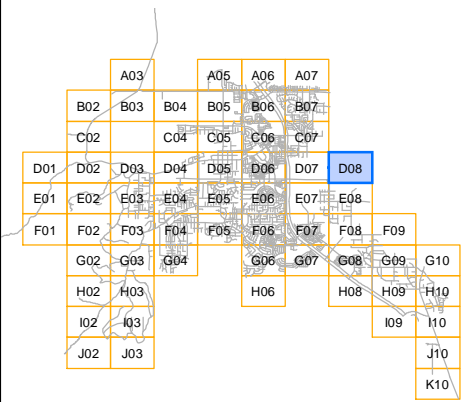 A03 A05 A06 A07
B02 B03 B04 B05 B06 B07
C02 C04 C05 C06 C07
D01 D02 D03 D04 D05 D06 D07 D08
E01 E02 E03 E04 E05 E06 E07 E08
F01 F02 F03 F04 F05 F06 F07 F08 F09
G02 G03 G04 G06 G07 G08 G09 G10
H02 H03 H06 H08 H09 H10
I02 I03 I09 I10
J02 J03 J10
K10